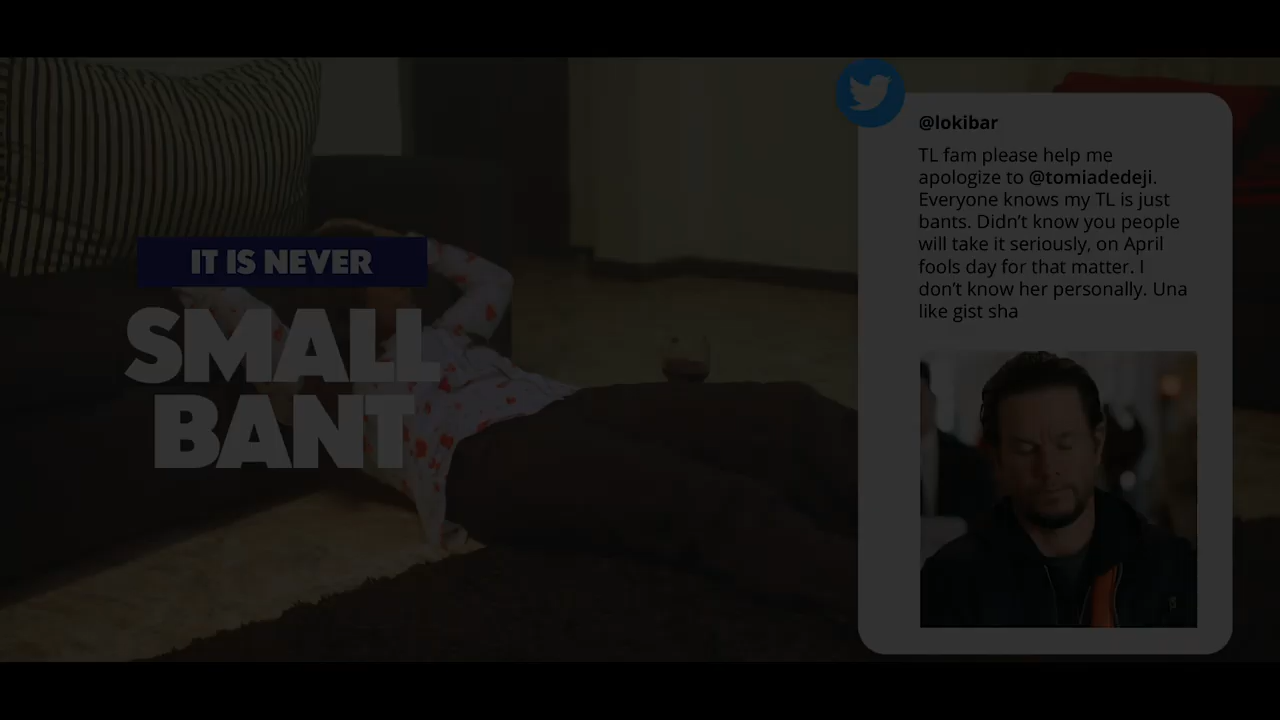 IT IS NEVER
SMALL
BANT
@lokibar
TL fam please help me
apologize to @tomiadedeji.
Everyone knows my TL is just
bants. Didn’t know you people
will take it seriously, on April
fools day for that matter. I
don’t know her personally. Una
like gist sha